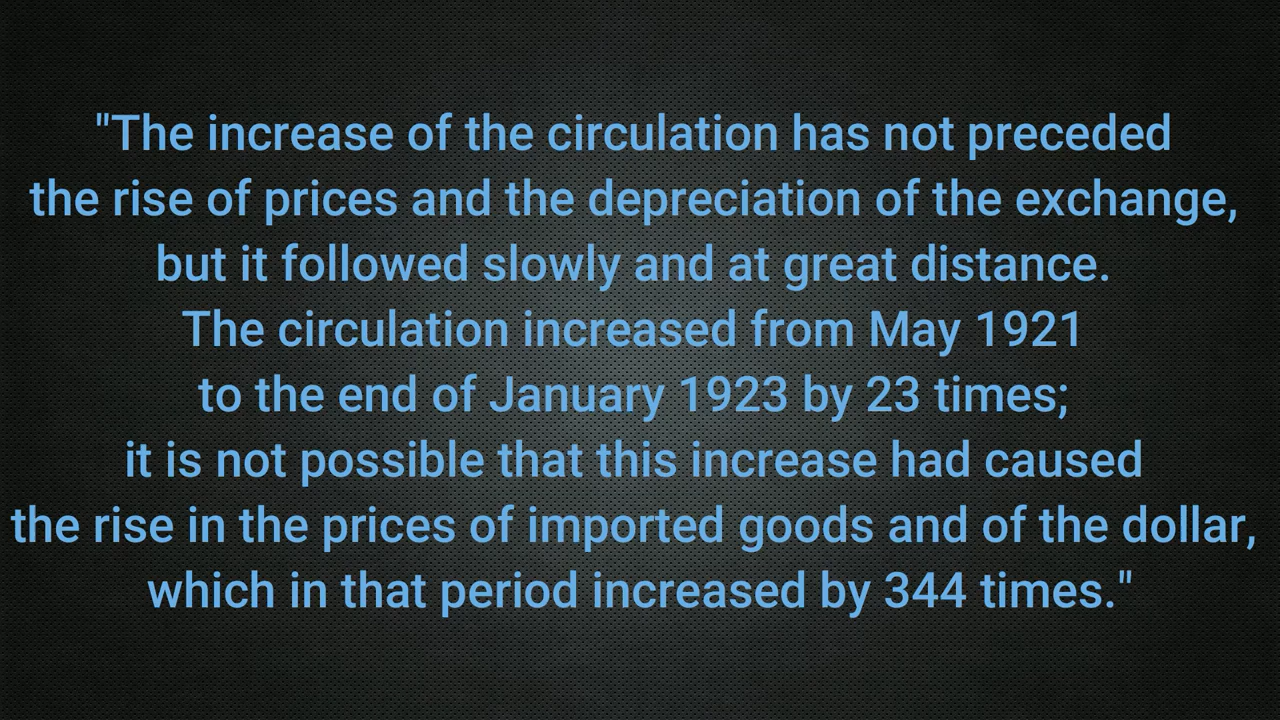 "The increase of the circulation has not preceded
the rise of prices and the depreciation of the exchange,
but it followed slowly and at great distance.
The circulation increased from May 1921
to the end of January 1923 by 23 times;
it is not possible that this increase had caused
the rise in the prices of imported goods and of the dollar,
which in that period increased by 344 times."